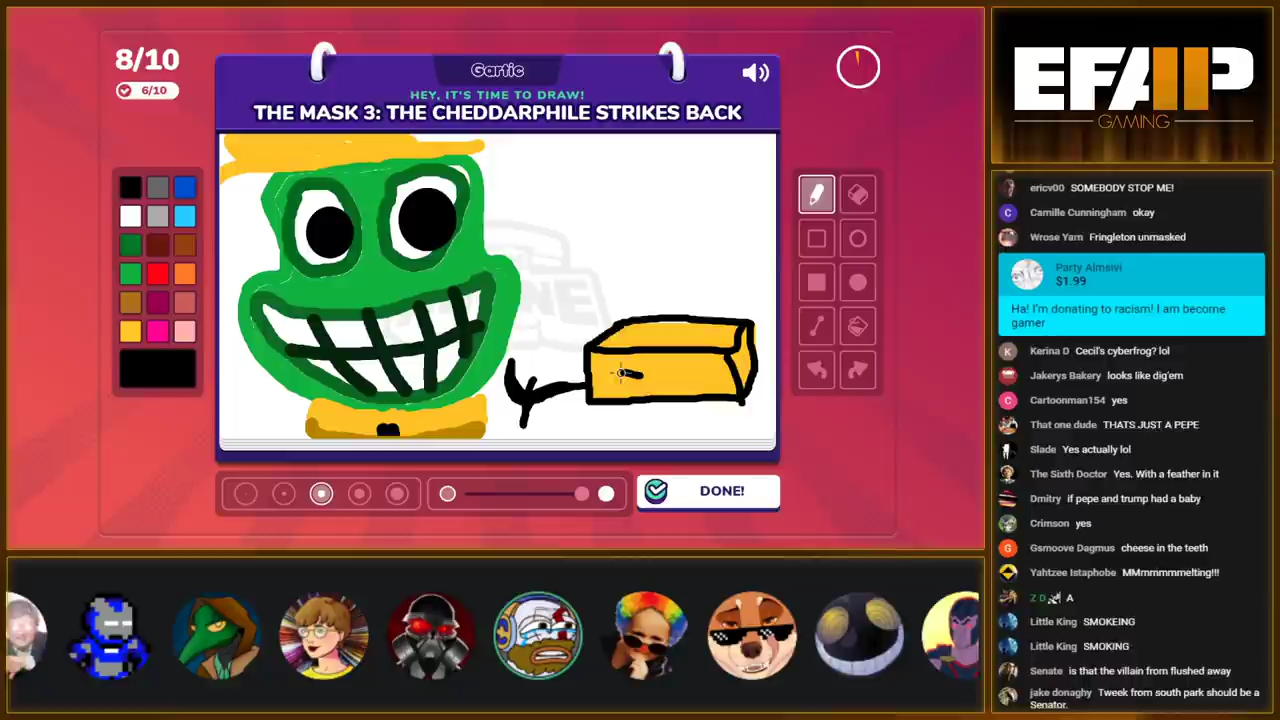 8/10
6/10
Gartic
HEY, IT'S TIME TO DRAW!
THE MASK 3: THE CHEDDARPHILE STRIKES BACK
DONE!
EFAP
GAMING
ericv00 SOMEBODY STOP ME!
C Camille Cunningham okay
Wrose Yarn Fringleton unmasked
Party Almsivi
$1.99
Ha! I'm donating to racism! I am become
gamer
K Kerina D Cecil's cyberfrog? lol
Jakerys Bakery looks like dig'em
C Cartoonman154 yes
That one dude THATS JUST A PEPE
Slade Yes actually lol
The Sixth Doctor Yes. With a feather in it
Dmitry if pepe and trump had a baby
Crimson yes
G Gsmoove Dagmus cheese in the teeth
Yahtzee Istaphobe MMmmmmmelting!!!
Z D A
Little King SMOKEING
Little King SMOKING
Senate is that the villain from flushed away
jake donaghy Tweek from south park should be a
Senator.